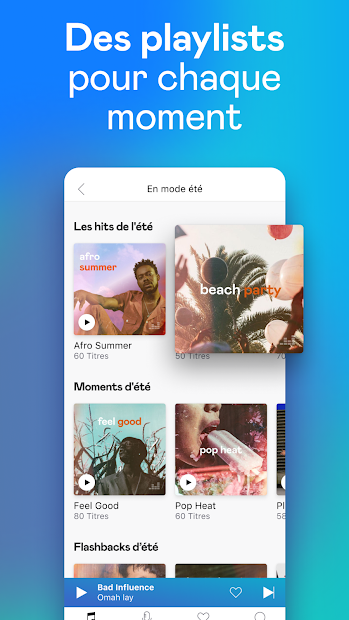 Des playlists
pour chaque
moment
En mode été
Les hits de l'été
afro
summer
beach party
Afro Summer
60 Titres
50 Titres
70
Moments d'été
feel good
pop heat
Feel Good
80 Titres
Pop Heat
60 Titres
Pl
58
Flashbacks d'été
Bad Influence
Omah lay